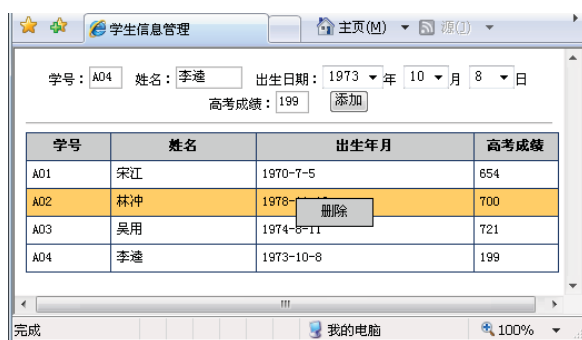 学生信息管理 主页(M) 源(J)
学号： A04 姓名： 李逵 出生日期： 1973 年 10 月 8 日
高考成绩： 199 添加
学号 姓名 出生年月 高考成绩
A01 宋江 1970-7-5 654
A02 林冲 1978- 700
删除
A03 吴用 1974-8-11 721
A04 李逵 1973-10-8 199
完成 我的电脑 100%